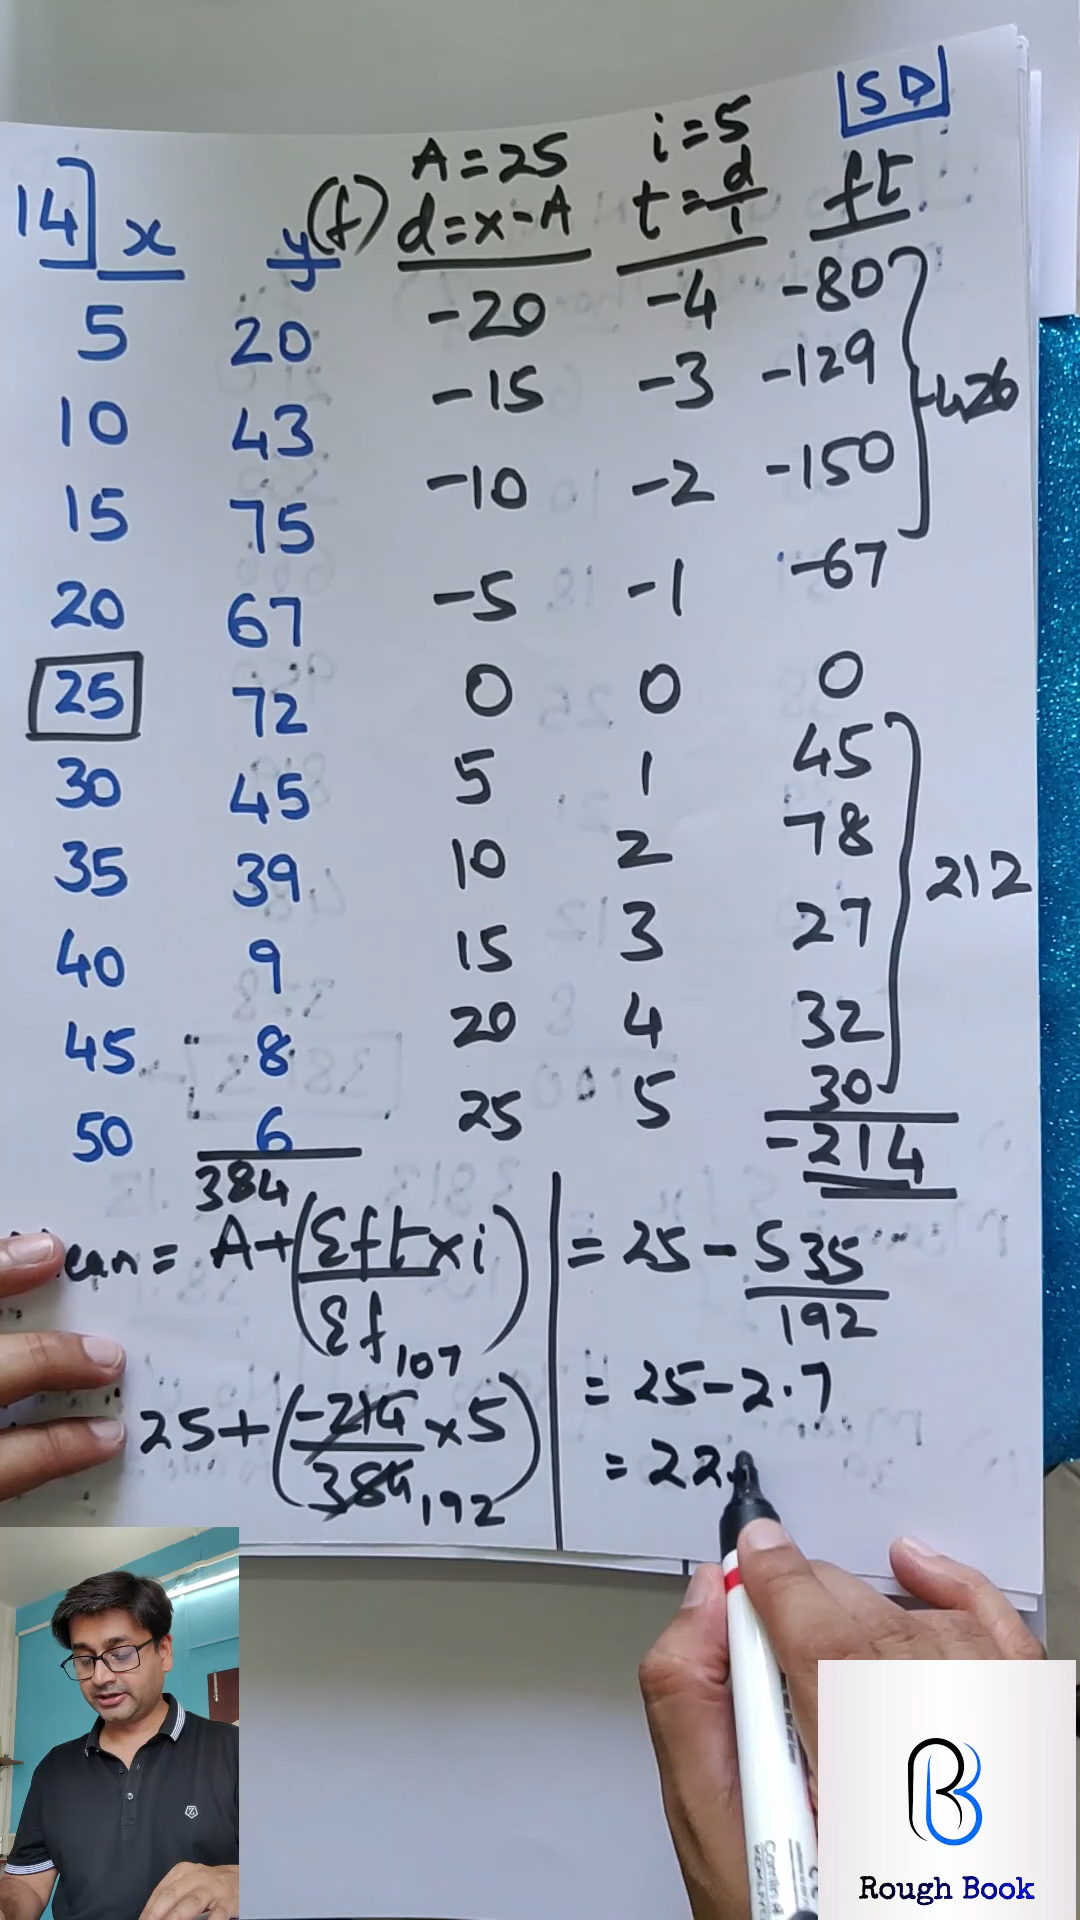 SD
A=25 i=5
14] x y(f) d=x-A t=d/i ft
5 20 -20 -4 -80
10 43 -15 -3 -129
15 75 -10 -2 -150
20 67 -5 -1 -67
-426
25 72 0 0 0
30 45 5 1 45
35 39 10 2 78
40 9 15 3 27
45 8 20 4 32
50 6 25 5 30
212
384 -214
ean = A+(Σft/Σf × i)
25+(-214/384 × 5)
107
192
= 25 - 535/192
= 25 - 2.7
= 22.
B
Rough Book